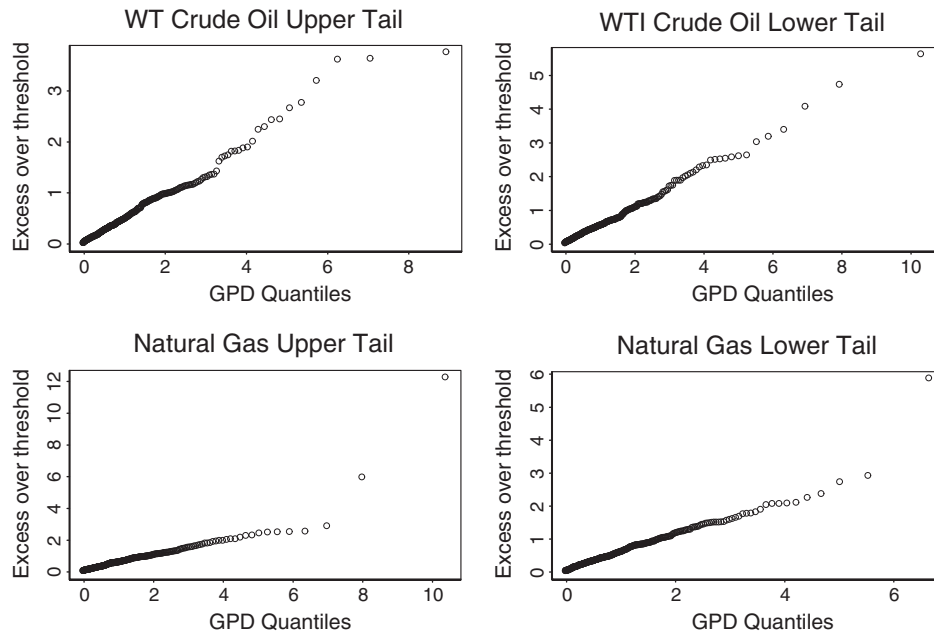 WT Crude Oil Upper Tail
Excess over threshold
0 1 2 3
0 2 4 6 8
GPD Quantiles
WTI Crude Oil Lower Tail
Excess over threshold
0 1 2 3 4 5
0 2 4 6 8 10
GPD Quantiles
Natural Gas Upper Tail
Excess over threshold
0 2 4 6 8 10 12
0 2 4 6 8 10
GPD Quantiles
Natural Gas Lower Tail
Excess over threshold
0 1 2 3 4 5 6
0 2 4 6
GPD Quantiles